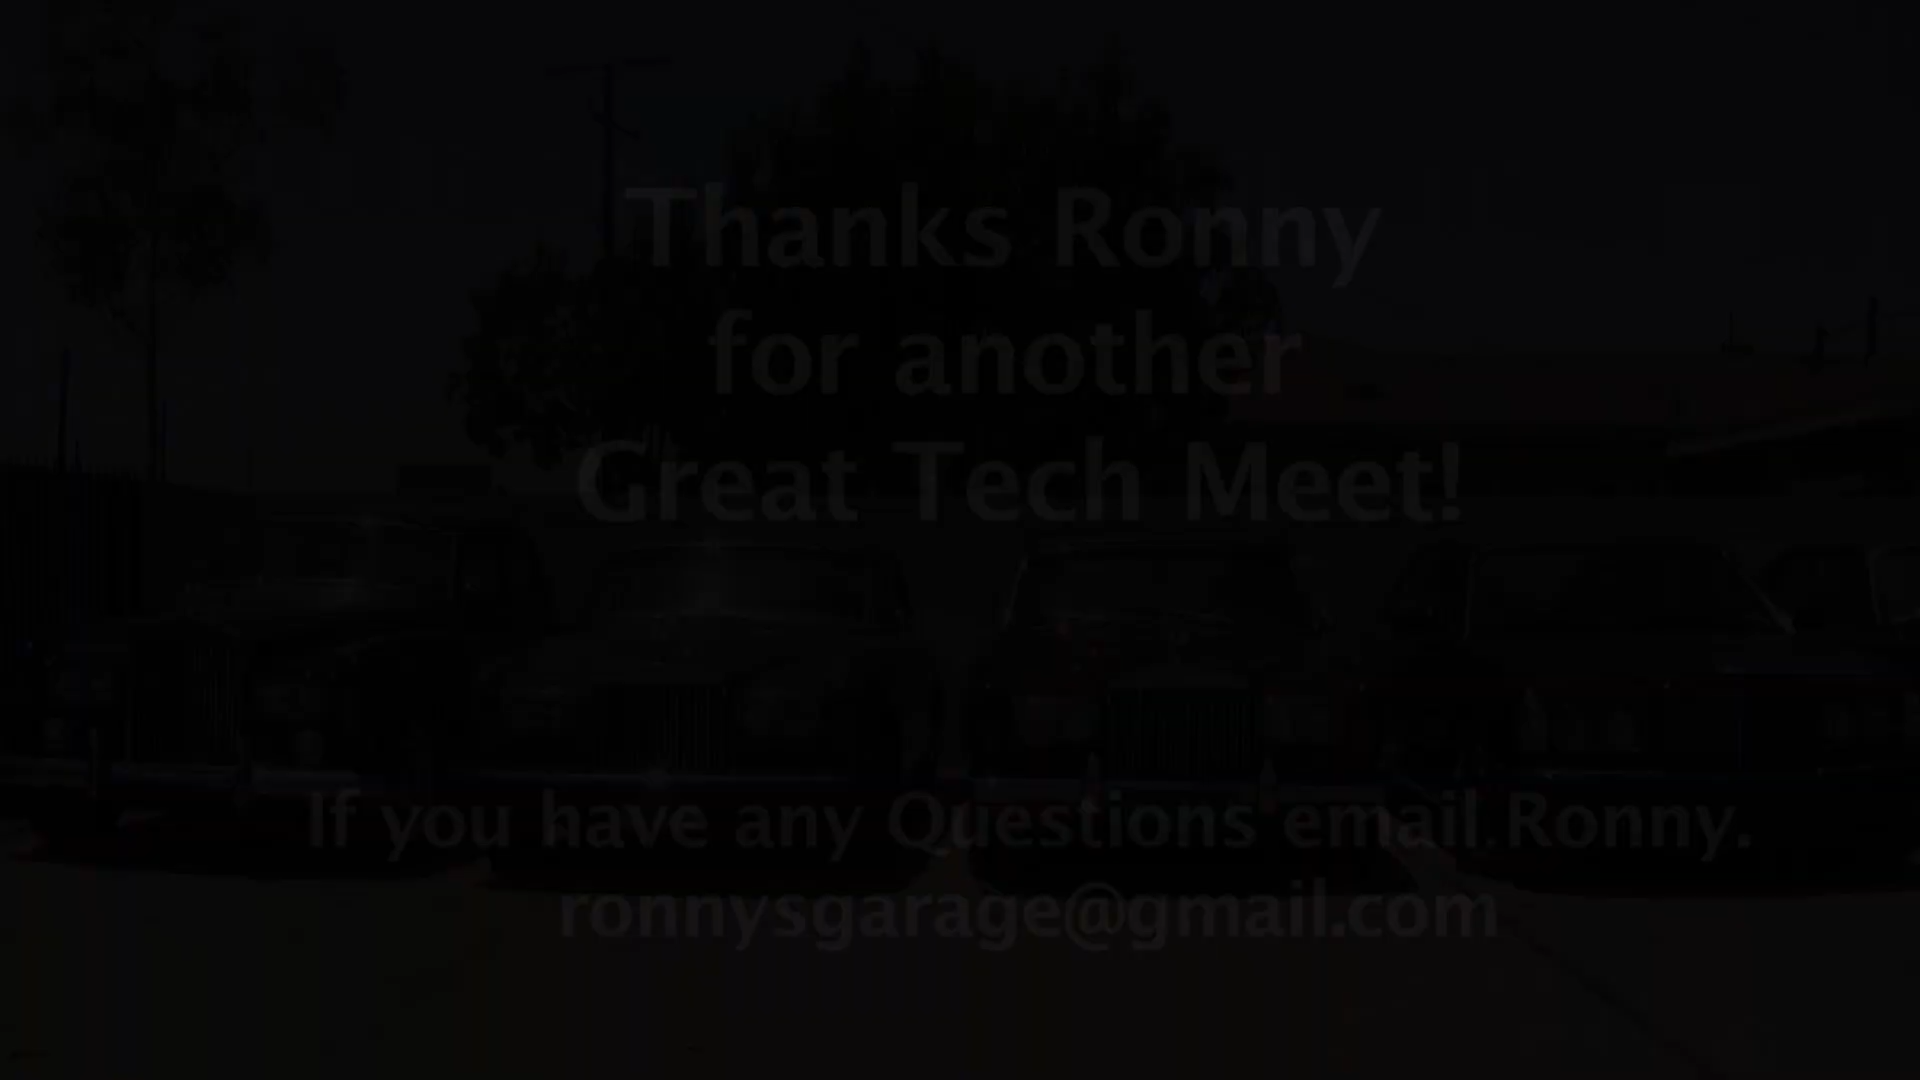 Thanks Ronny
for another
Great Tech Meet!
If you have any Questions email Ronny.
ronnysgarage@gmail.com